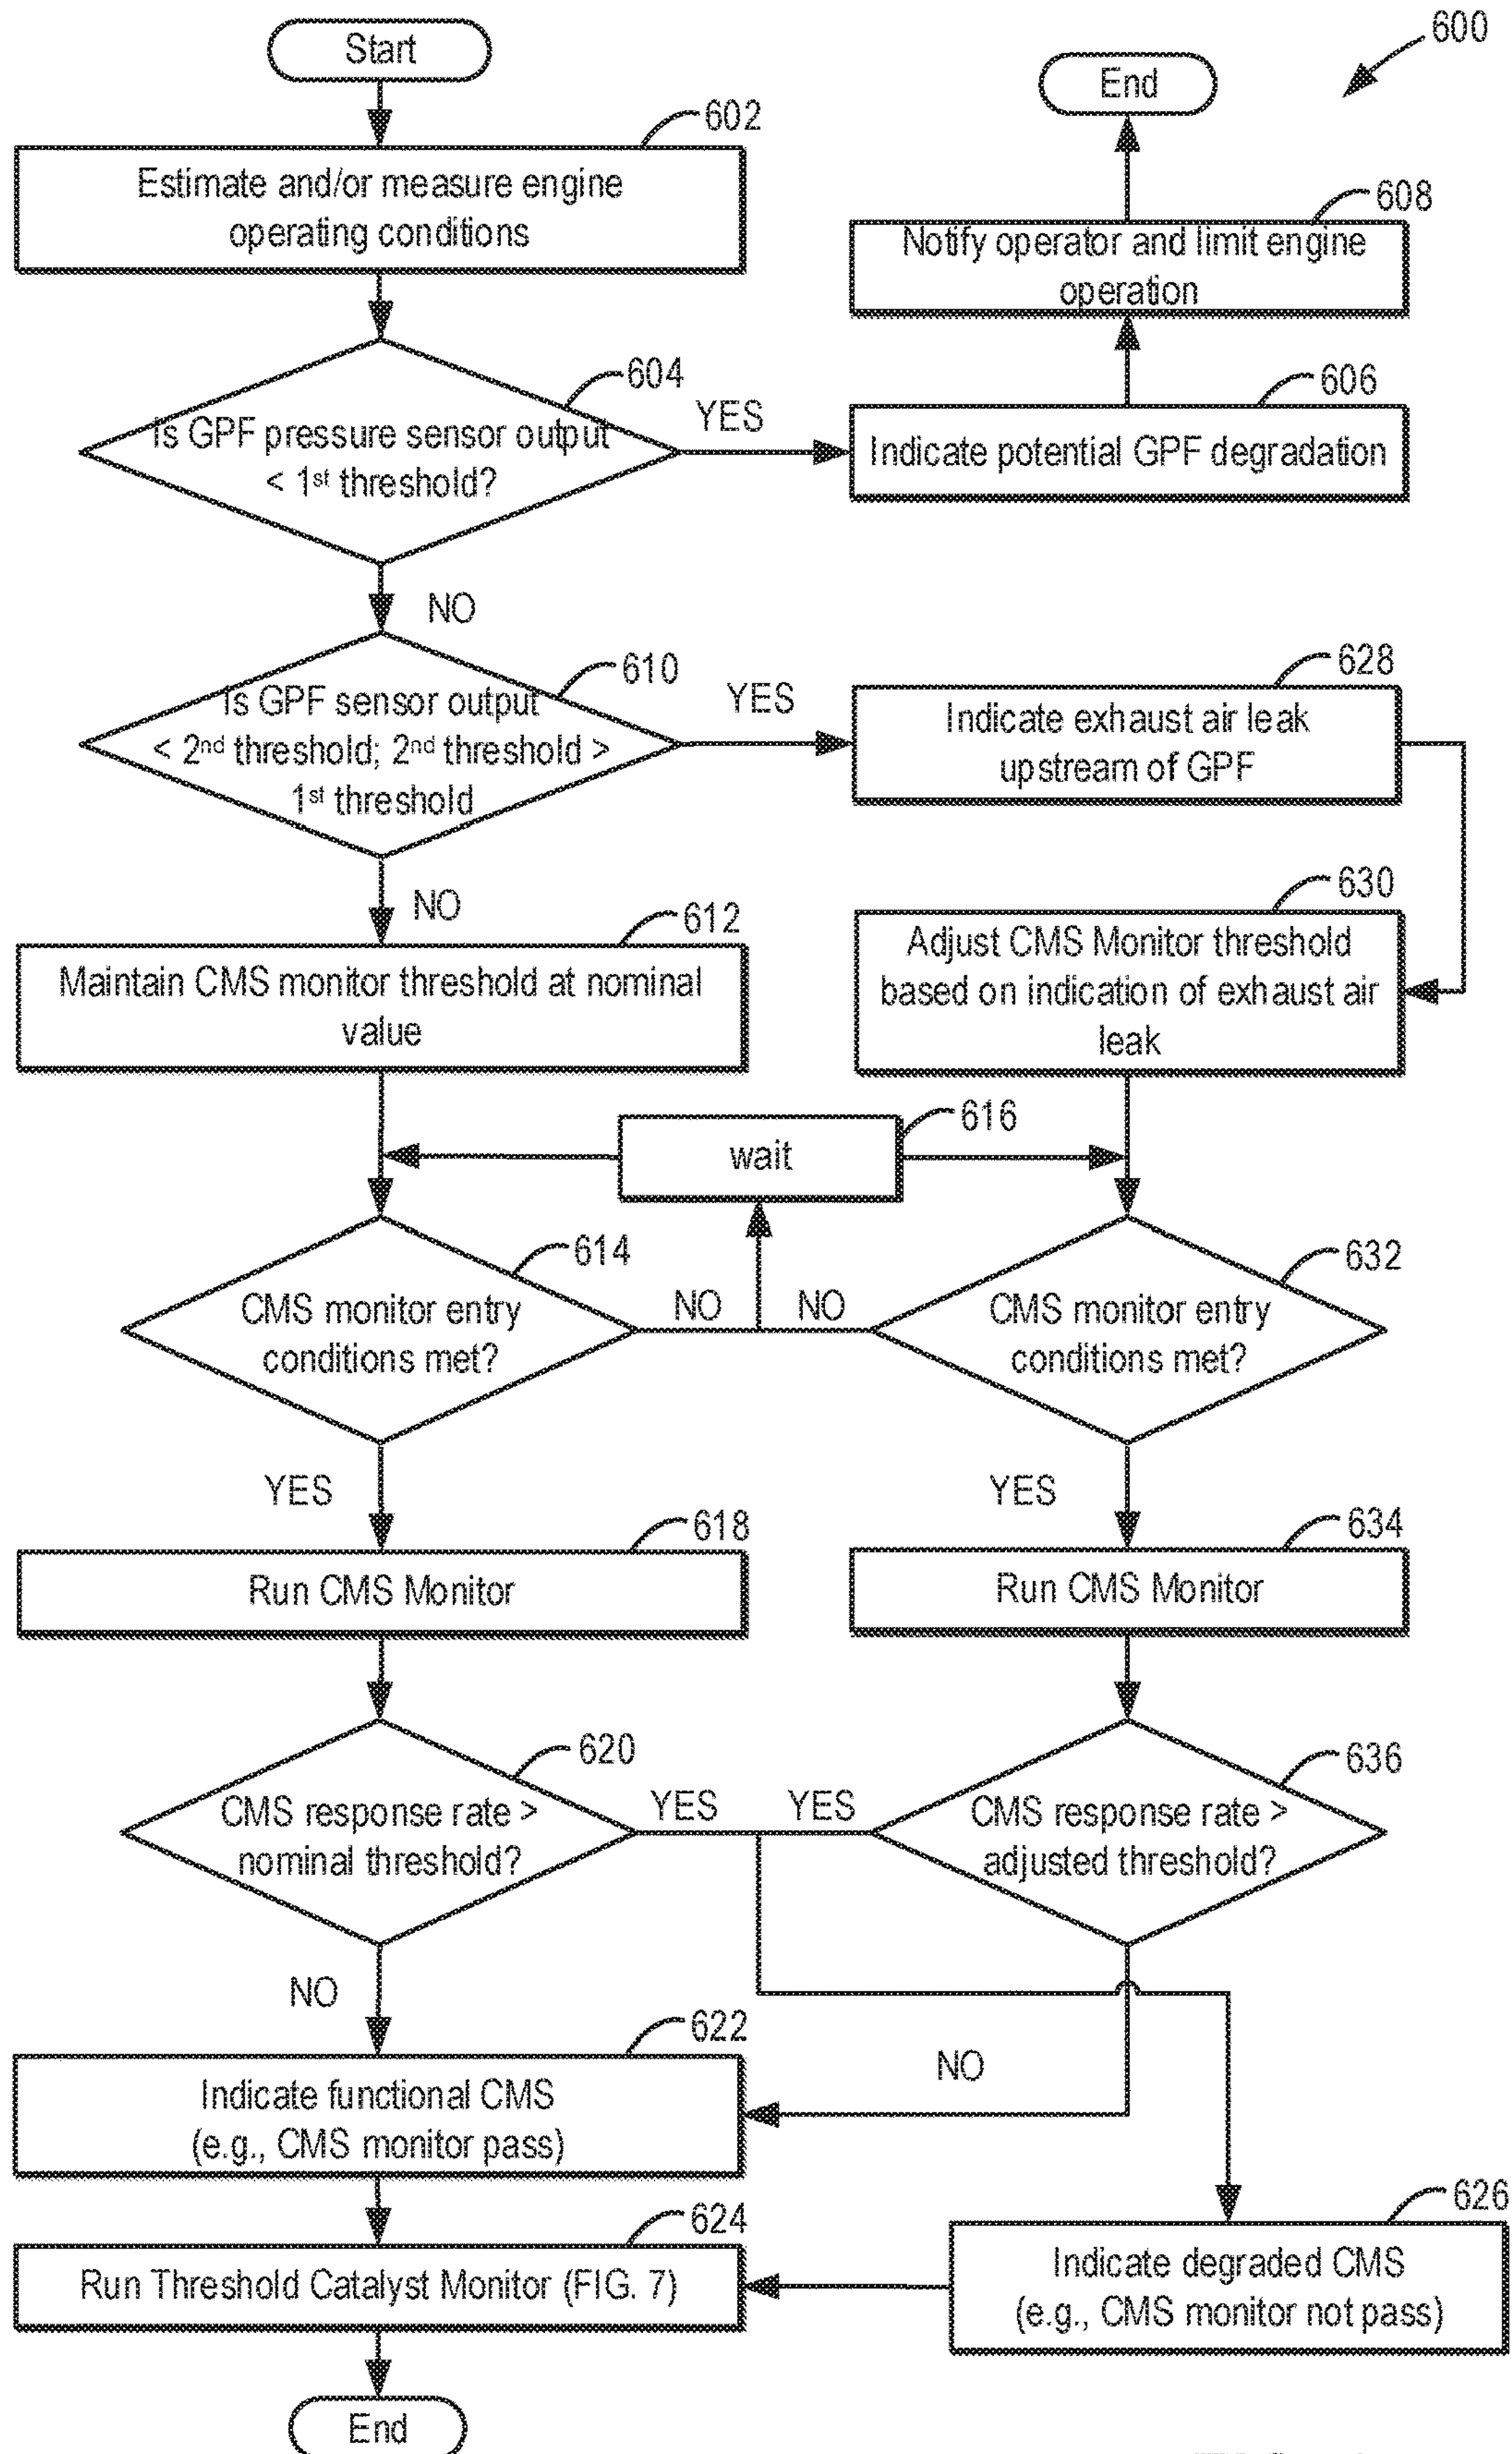 600
Start
End
602
Estimate and/or measure engine
operating conditions
608
Notify operator and limit engine
operation
604
Is GPF pressure sensor output
< 1st threshold?
YES
606
Indicate potential GPF degradation
NO
610
Is GPF sensor output
< 2nd threshold; 2nd threshold >
1st threshold
YES
628
Indicate exhaust air leak
upstream of GPF
NO
612
Maintain CMS monitor threshold at nominal
value
630
Adjust CMS Monitor threshold
based on indication of exhaust air
leak
616
wait
614
CMS monitor entry
conditions met?
NO
NO
632
CMS monitor entry
conditions met?
YES
YES
618
Run CMS Monitor
634
Run CMS Monitor
620
CMS response rate >
nominal threshold?
YES
YES
636
CMS response rate >
adjusted threshold?
NO
NO
622
Indicate functional CMS
(e.g., CMS monitor pass)
624
Run Threshold Catalyst Monitor (FIG. 7)
626
Indicate degraded CMS
(e.g., CMS monitor not pass)
End